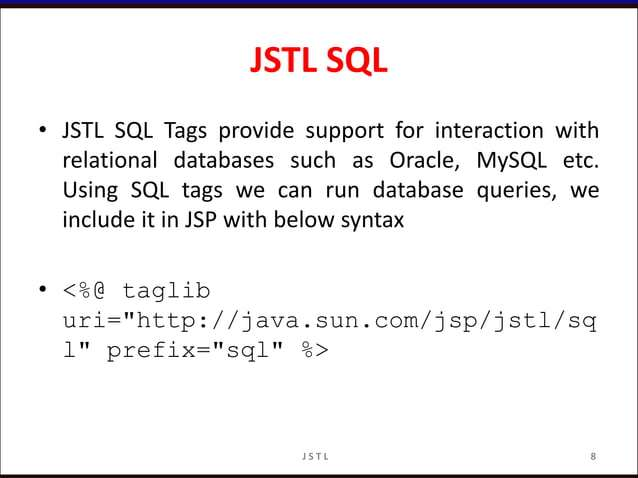 JSTL SQL
• JSTL SQL Tags provide support for interaction with
relational databases such as Oracle, MySQL etc.
Using SQL tags we can run database queries, we
include it in JSP with below syntax
• <%@ taglib
uri="http://java.sun.com/jsp/jstl/sq
l" prefix="sql" %>
JSTL
8